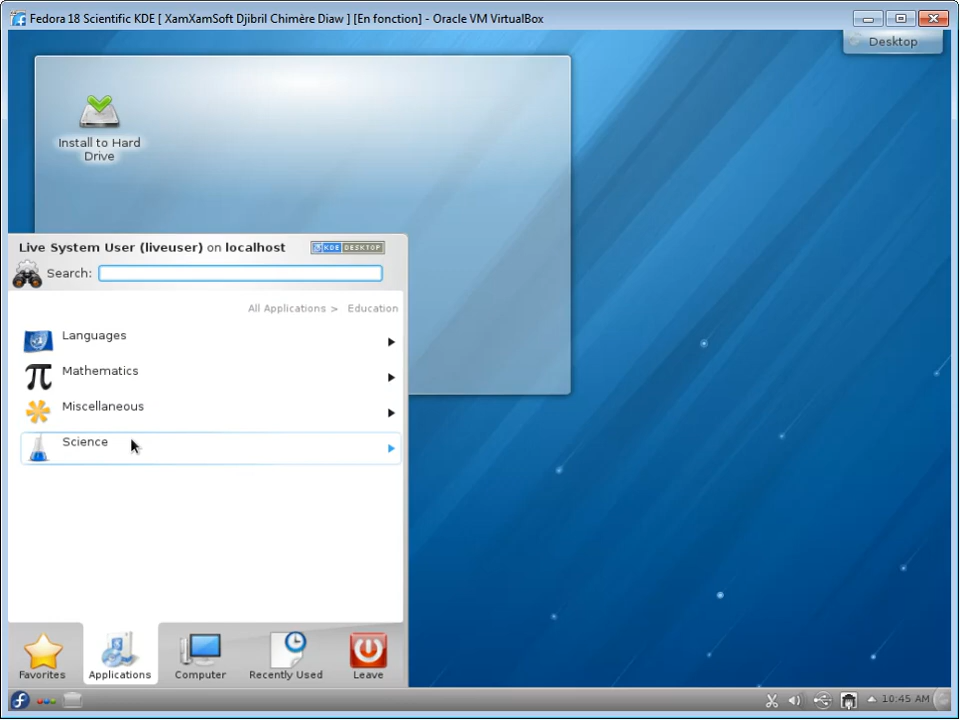 Fedora 18 Scientific KDE [ XamXamSoft Djibril Chimère Diaw ] [En fonction] - Oracle VM VirtualBox
Desktop
Install to Hard
Drive
Live System User (liveuser) on localhost
KDE DESKTOP
Search:
All Applications > Education
Languages
Mathematics
Miscellaneous
Science
Favorites
Applications
Computer
Recently Used
Leave
10:45 AM